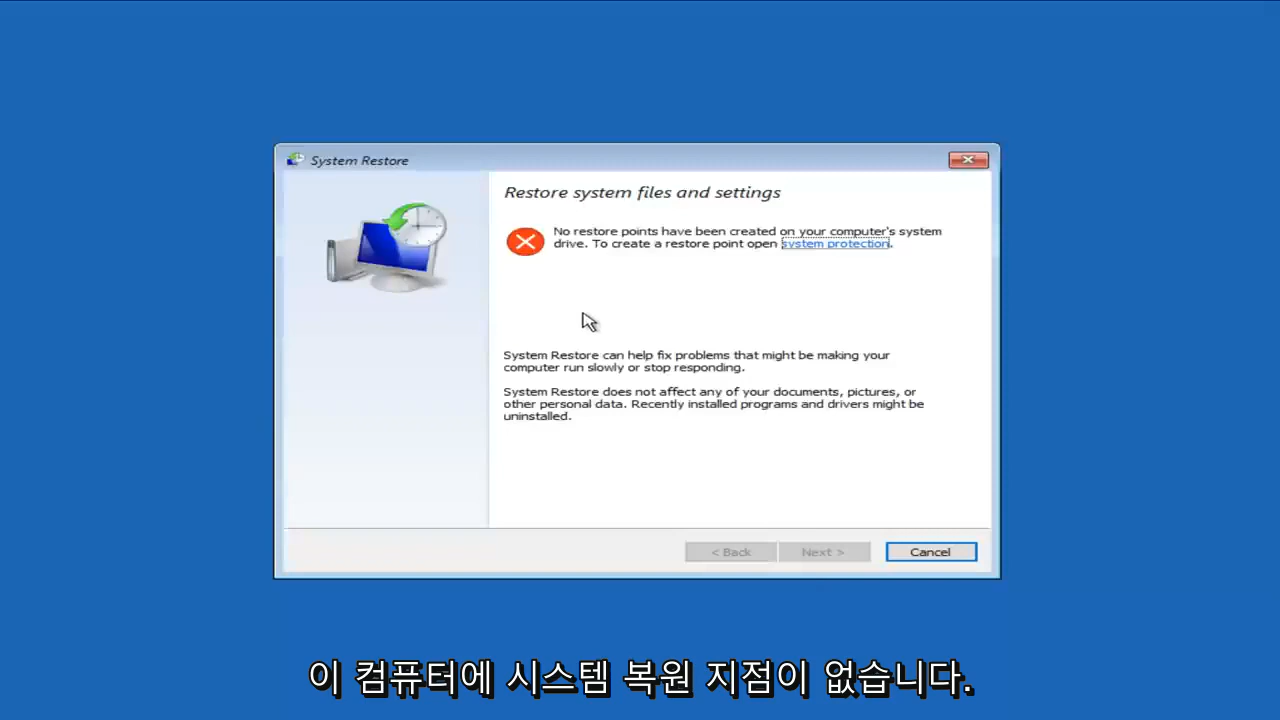 System Restore
Restore system files and settings
No restore points have been created on your computer's system
drive. To create a restore point open system protection.
System Restore can help fix problems that might be making your
computer run slowly or stop responding.
System Restore does not affect any of your documents, pictures, or
other personal data. Recently installed programs and drivers might be
uninstalled.
< Back
Next >
Cancel
이 컴퓨터에 시스템 복원 지점이 없습니다.